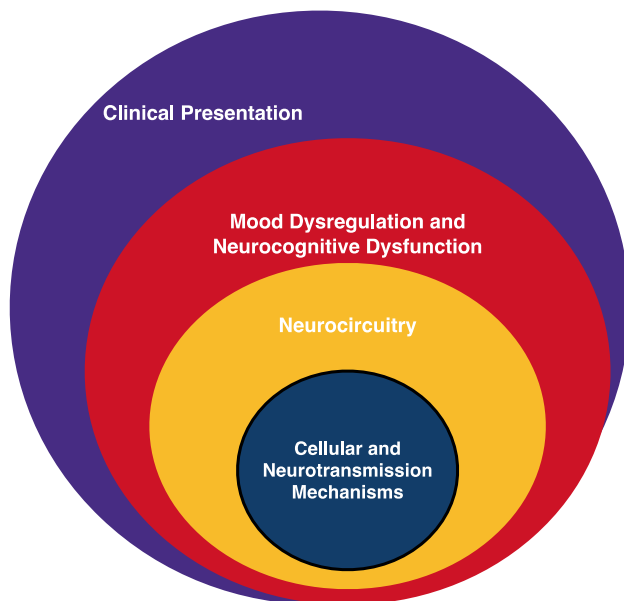 Clinical Presentation
Mood Dysregulation and
Neurocognitive Dysfunction
Neurocircuitry
Cellular and
Neurotransmission
Mechanisms